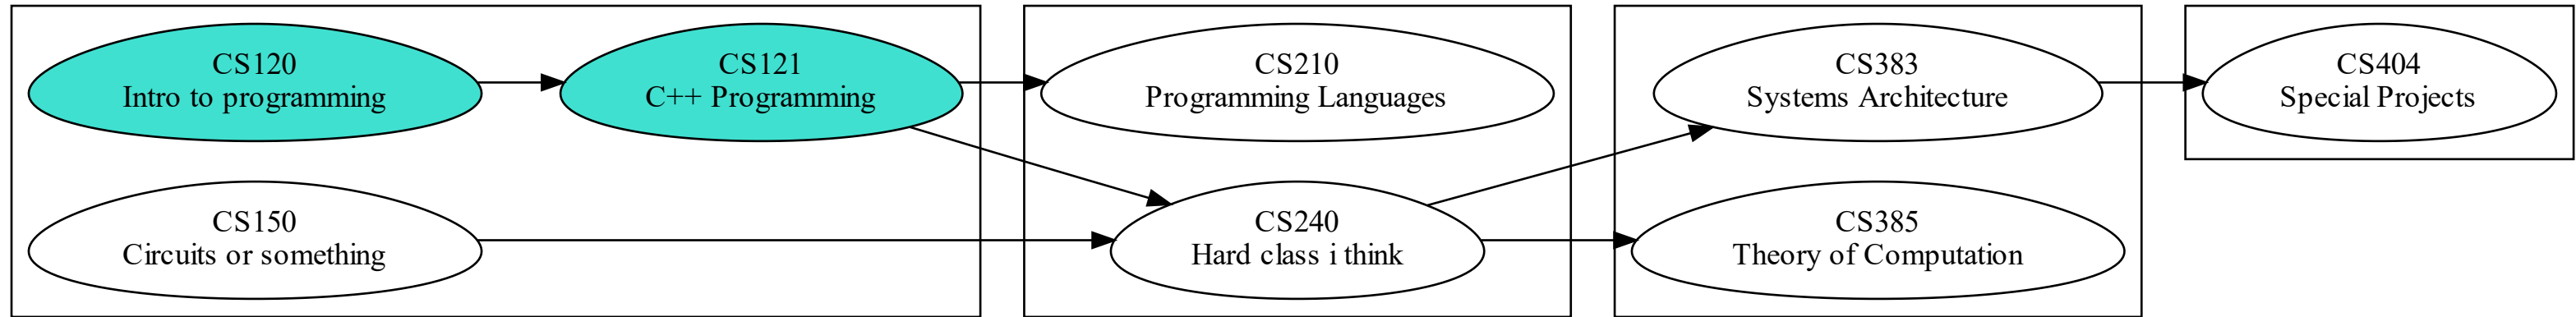 CS120
Intro to programming
CS121
C++ Programming
CS210
Programming Languages
CS383
Systems Architecture
CS404
Special Projects
CS150
Circuits or something
CS240
Hard class i think
CS385
Theory of Computation